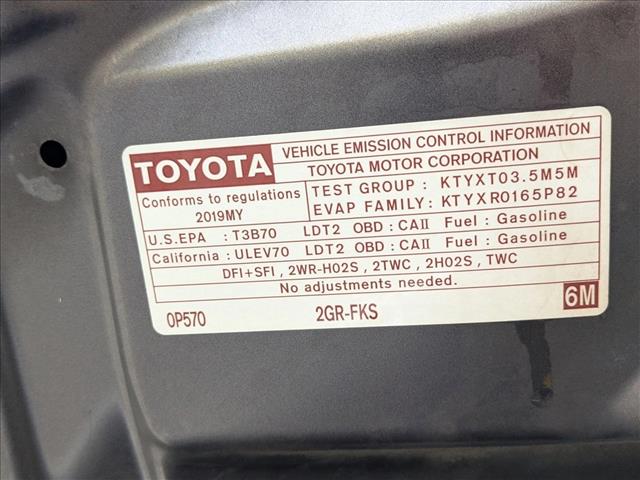 TOYOTA
VEHICLE EMISSION CONTROL INFORMATION
TOYOTA MOTOR CORPORATION
Conforms to regulations
2019MY
TEST GROUP : KTYXT03.5M5M
EVAP FAMILY: KTYXR0165P82
U.S.EPA : T3B70 LDT2 OBD : CAII Fuel : Gasoline
California : ULEV70 LDT2 OBD : CAII Fuel : Gasoline
DFI+SFI , 2WR-HO2S , 2TWC , 2HO2S , TWC
No adjustments needed.
0P570 2GR-FKS 6M